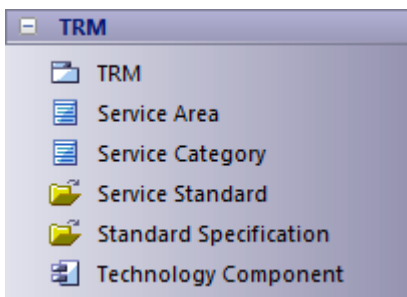 TRM
TRM
Service Area
Service Category
Service Standard
Standard Specification
Technology Component